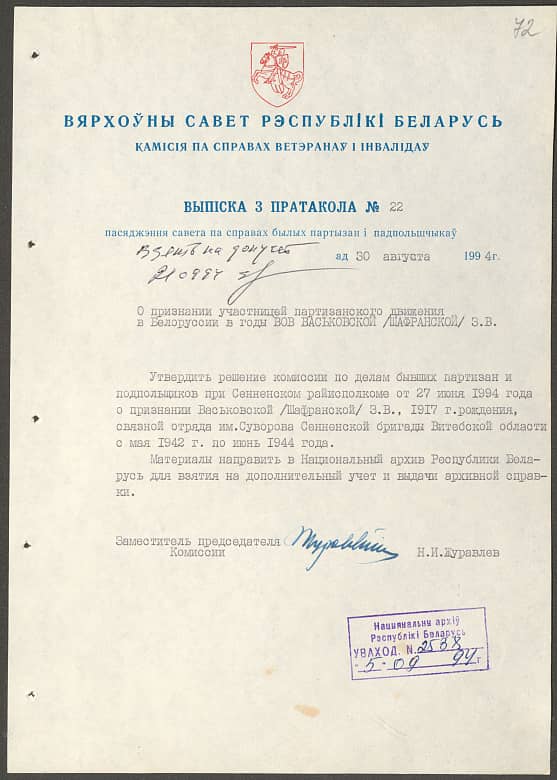 72
ВЯРХОЎНЫ САВЕТ РЭСПУБЛІКІ БЕЛАРУСЬ
КАМІСІЯ ПА СПРАВАХ ВЕТЭРАНАЎ І ІНВАЛІДАЎ
ВЫПІСКА З ПРАТАКОЛА № 22
пасяджэння савета па справах былых партызан і падпольшчыкаў
Взять на допучет
ад 30 августа 1994г.
210994
О признании участницей партизанского движения
в Белоруссии в годы ВОВ ВАСЬКОВСКОЙ /ШАФРАНСКОЙ/ З.В.
Утвердить решение комиссии по делам бывших партизан и
подпольщиков при Сенненском райисполкоме от 27 июня 1994 года
о признании Васьковской /Шафранской/ З.В., 1917 г.рождения,
связной отряда им.Суворова Сенненской бригады Витебской области
с мая 1942 г. по июнь 1944 года.
Материалы направить в Национальный архив Республики Бела-
русь для взятия на дополнительный учет и выдачи архивной справ-
ки.
Заместитель председателя
Комиссии Н.И.Журавлев
Нацыянальны архіў
Рэспублікі Беларусь
УВАХОД. N. 2538
"5-09 94 г